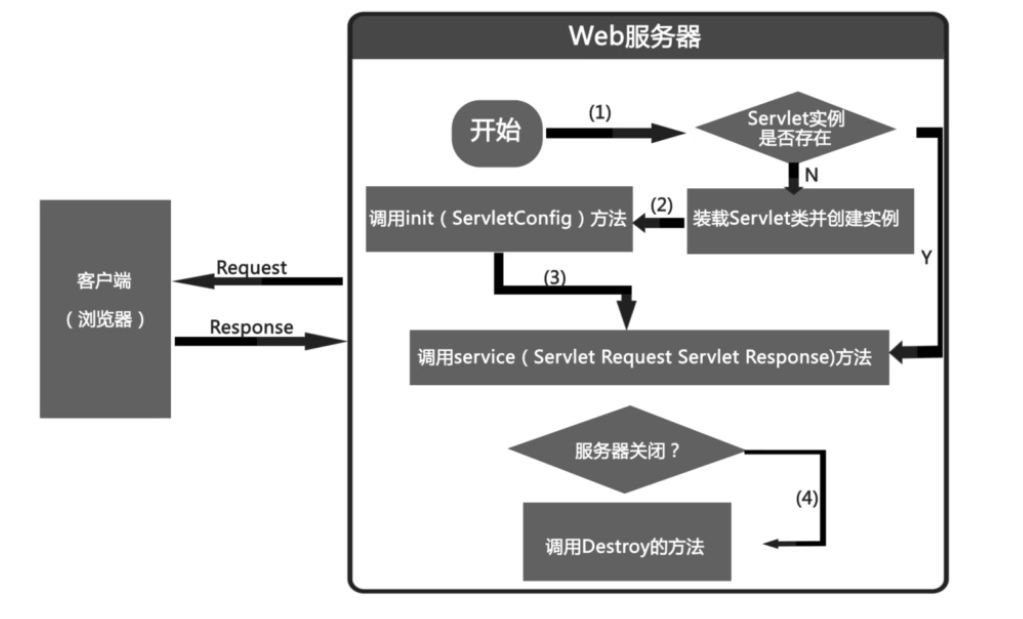 Web服务器
开始
(1)
Servlet实例
是否存在
N
Y
装载Servlet类并创建实例
(2)
调用init（ServletConfig）方法
(3)
调用service（Servlet Request Servlet Response)方法
服务器关闭？
(4)
调用Destroy的方法
客户端
（浏览器）
Request
Response